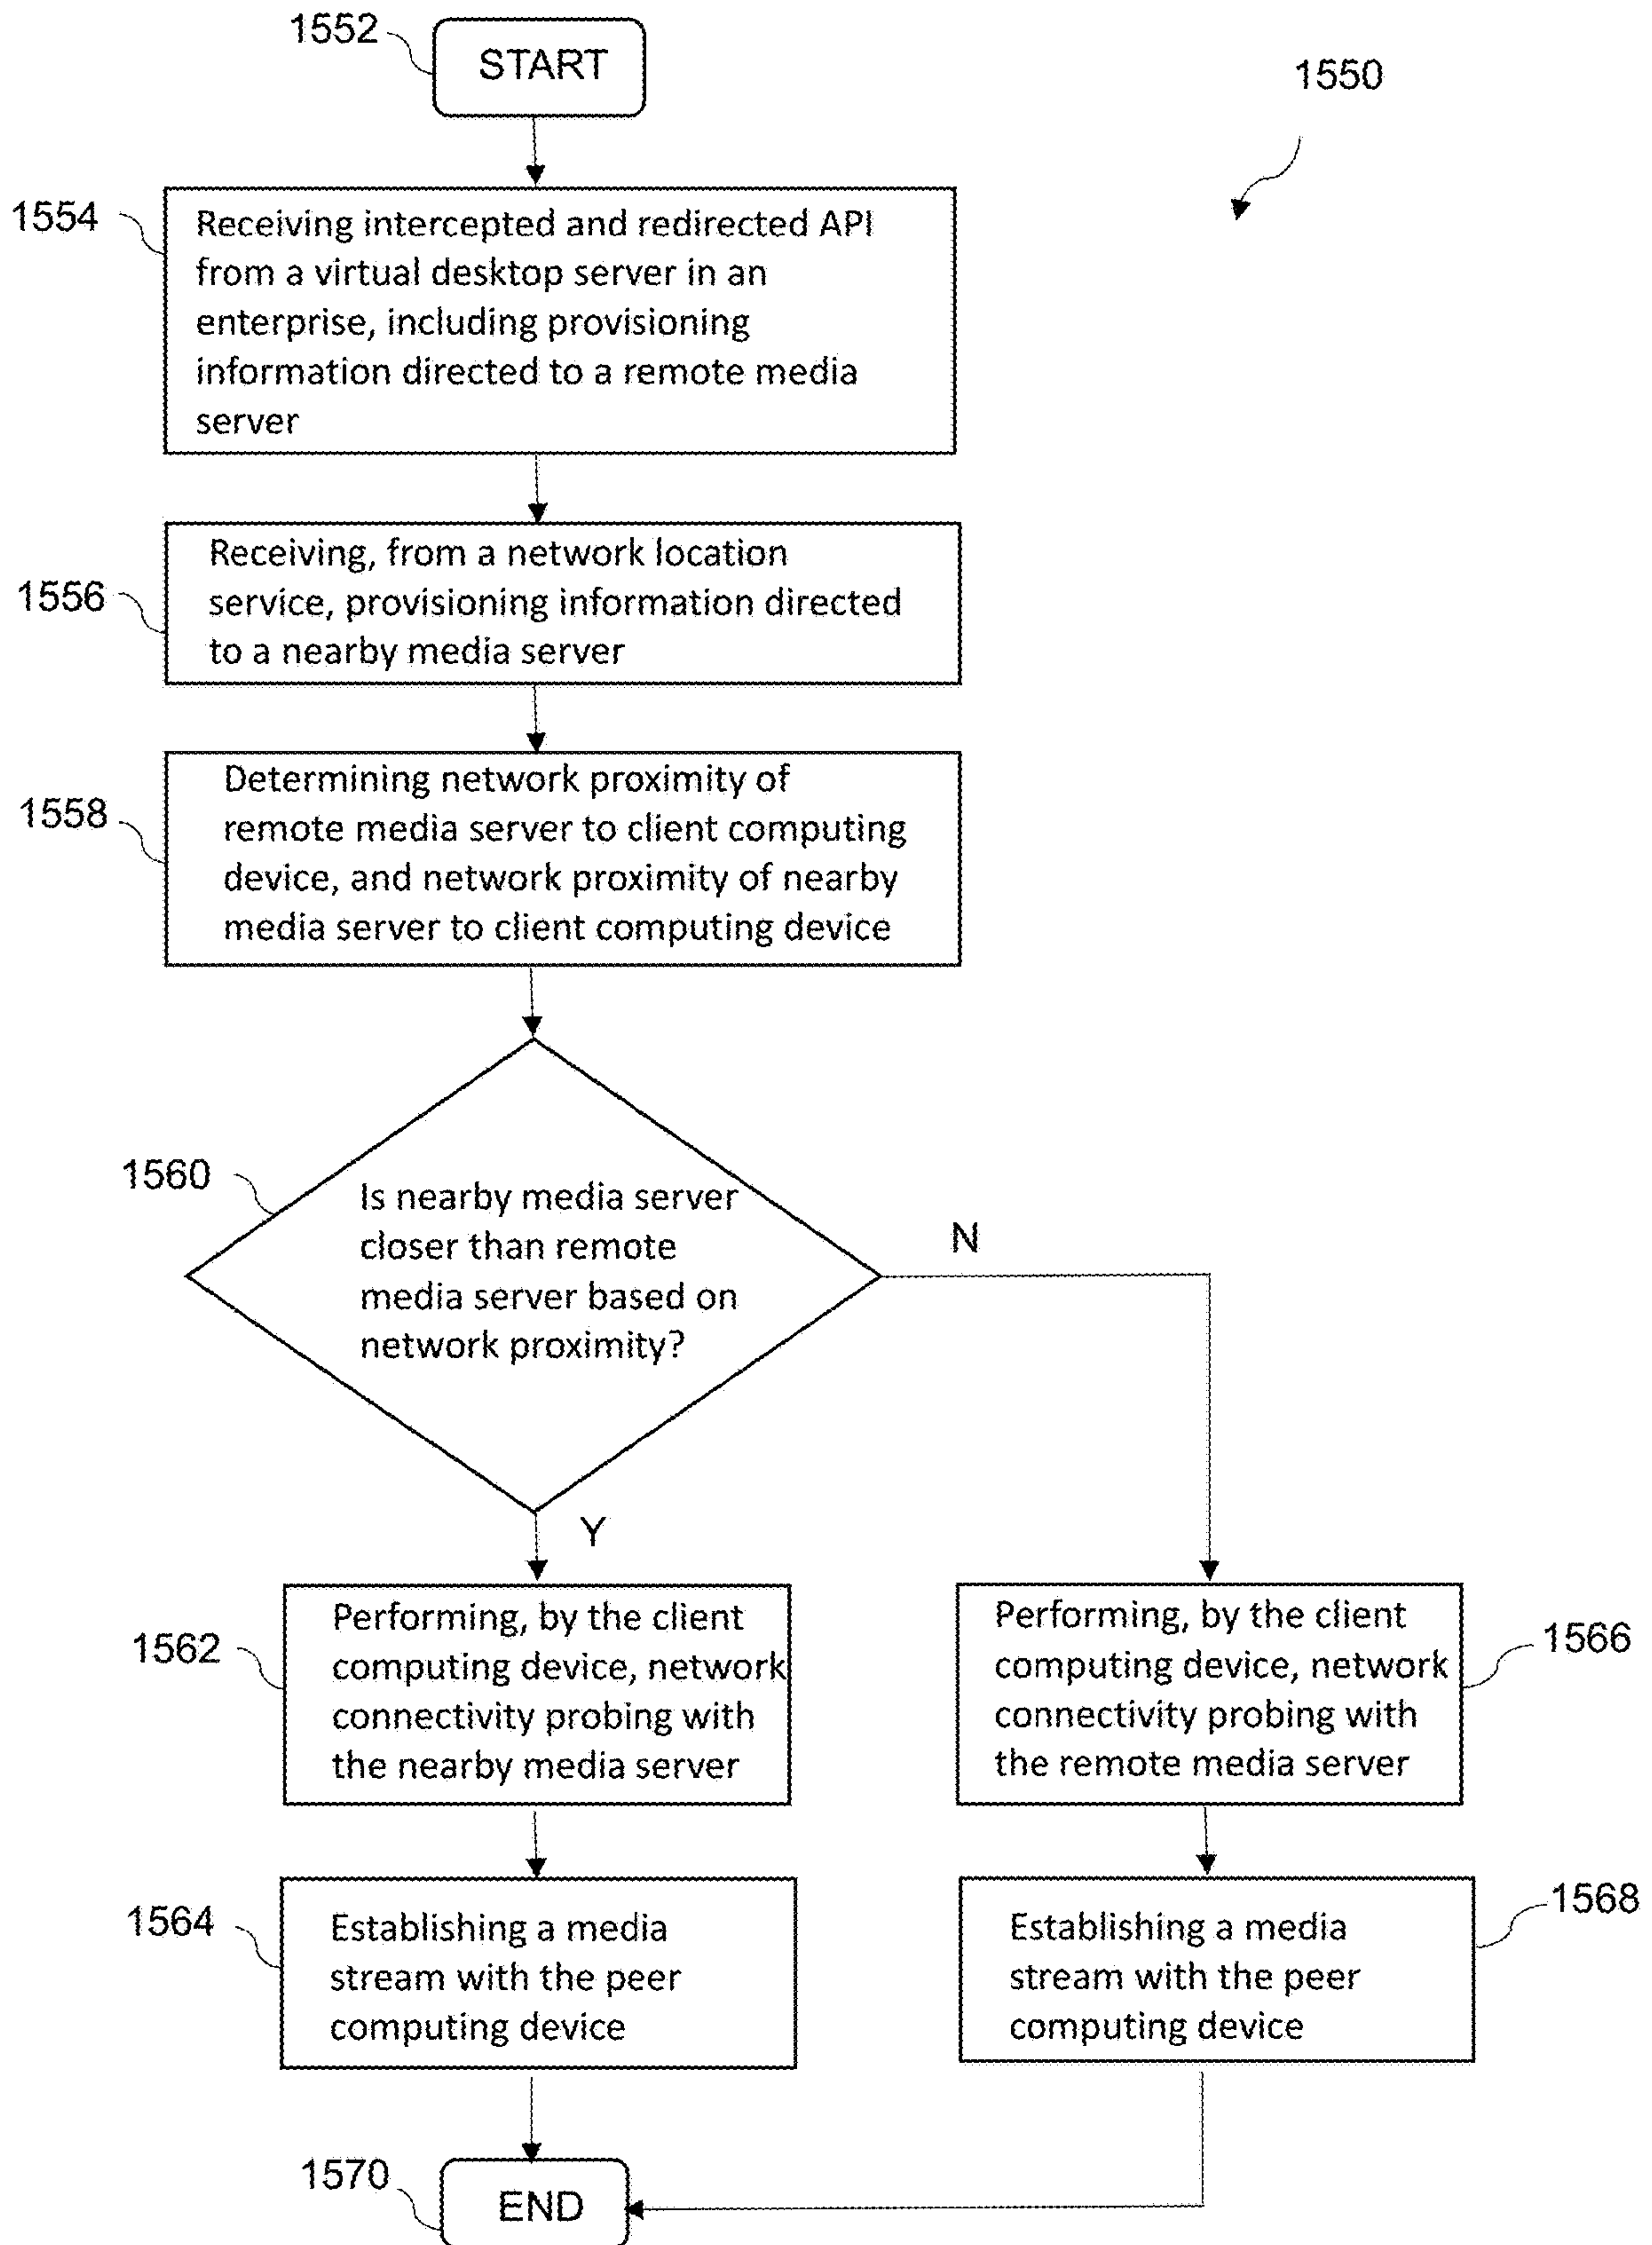 1552
START
1550
1554
Receiving intercepted and redirected API
from a virtual desktop server in an
enterprise, including provisioning
information directed to a remote media
server
1556
Receiving, from a network location
service, provisioning information directed
to a nearby media server
1558
Determining network proximity of
remote media server to client computing
device, and network proximity of nearby
media server to client computing device
1560
Is nearby media server
closer than remote
media server based on
network proximity?
N
Y
1562
Performing, by the client
computing device, network
connectivity probing with
the nearby media server
Performing, by the client
computing device, network
connectivity probing with
the remote media server
1566
1564
Establishing a media
stream with the peer
computing device
Establishing a media
stream with the peer
computing device
1568
1570
END